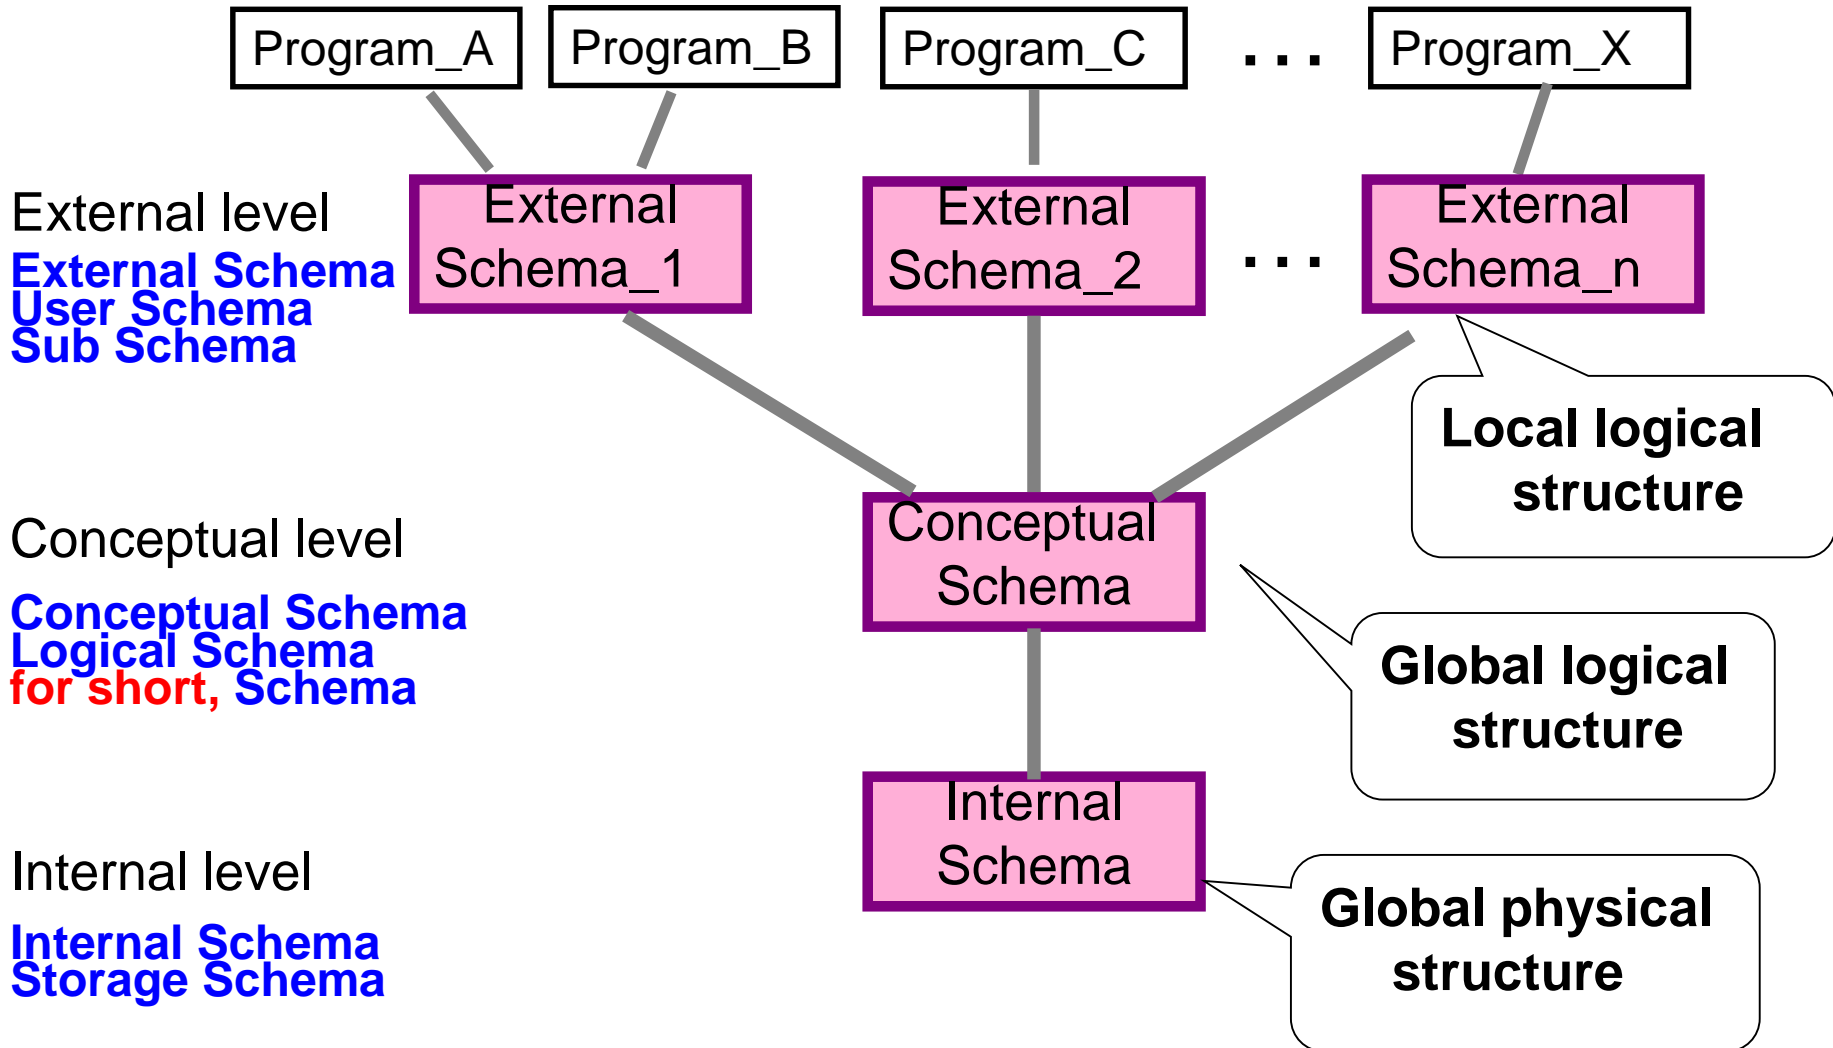 Program_A
Program_B
Program_C
...
Program_X
External level
External Schema
User Schema
Sub Schema
External
Schema_1
External
Schema_2
...
External
Schema_n
Local logical
structure
Conceptual level
Conceptual Schema
Logical Schema
for short, Schema
Conceptual
Schema
Global logical
structure
Internal level
Internal Schema
Storage Schema
Internal
Schema
Global physical
structure